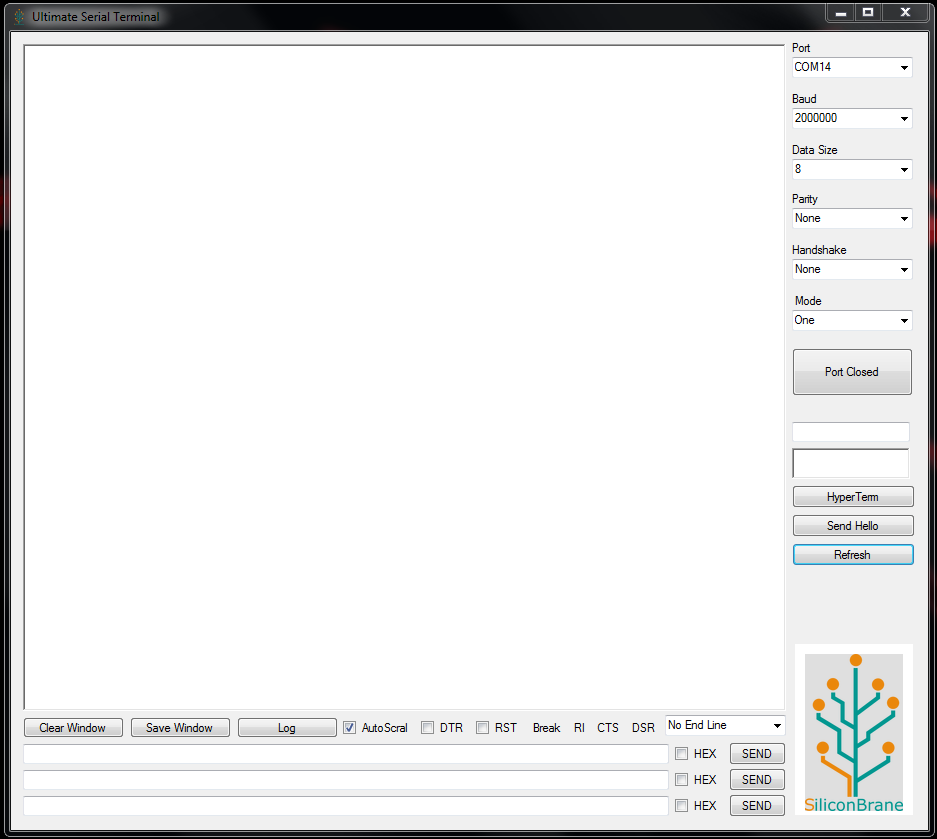 Ultimate Serial Terminal
Port
COM14
Baud
2000000
Data Size
8
Parity
None
Handshake
None
Mode
One
Port Closed
HyperTerm
Send Hello
Refresh
Clear Window Save Window Log AutoScral DTR RST Break RI CTS DSR No End Line
HEX SEND
HEX SEND
HEX SEND
SiliconBrane